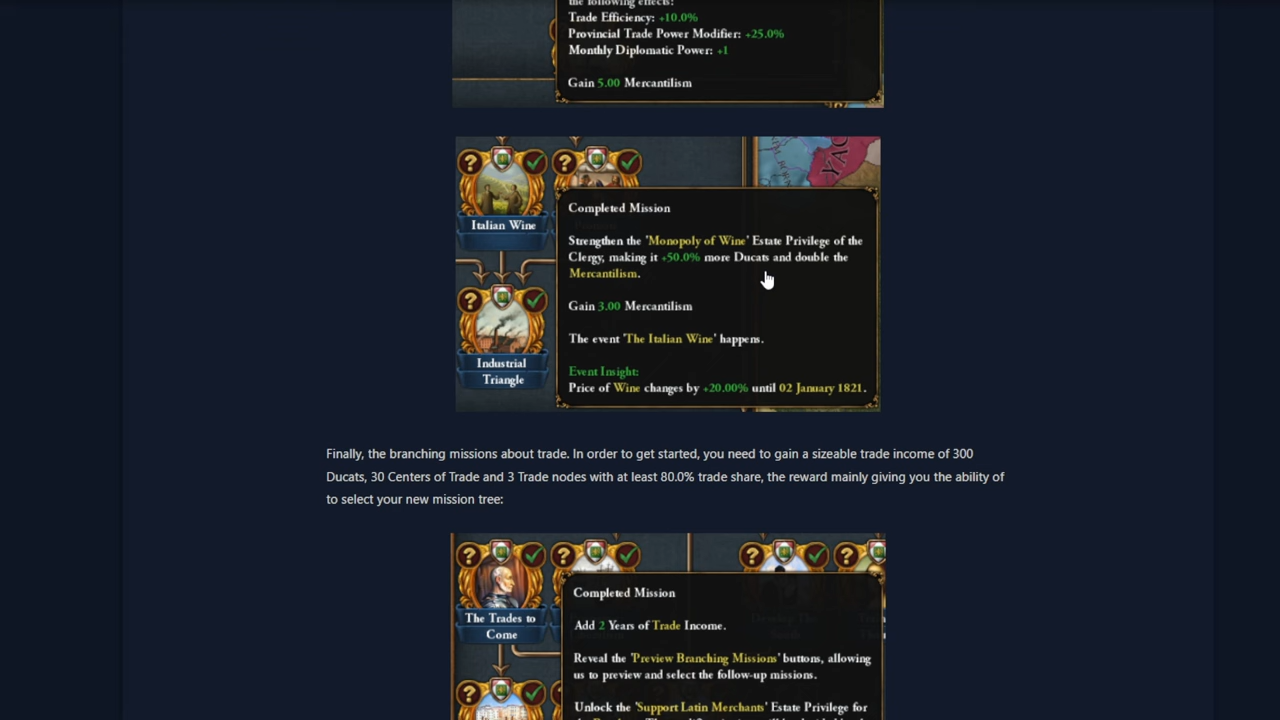 the following effects:
Trade Efficiency: +10.0%
Provincial Trade Power Modifier: +25.0%
Monthly Diplomatic Power: +1
Gain 5.00 Mercantilism
Italian Wine
Industrial
Triangle
YAC
Completed Mission
Strengthen the 'Monopoly of Wine' Estate Privilege of the
Clergy, making it +50.0% more Ducats and double the
Mercantilism.
Gain 3.00 Mercantilism
The event 'The Italian Wine' happens.
Event Insight:
Price of Wine changes by +20.00% until 02 January 1821.
Finally, the branching missions about trade. In order to get started, you need to gain a sizeable trade income of 300
Ducats, 30 Centers of Trade and 3 Trade nodes with at least 80.0% trade share, the reward mainly giving you the ability of
to select your new mission tree:
The Trades to
Come
Completed Mission
Add 2 Years of Trade Income.
Reveal the 'Preview Branching Missions' buttons, allowing
us to preview and select the follow-up missions.
Unlock the 'Support Latin Merchants' Estate Privilege for